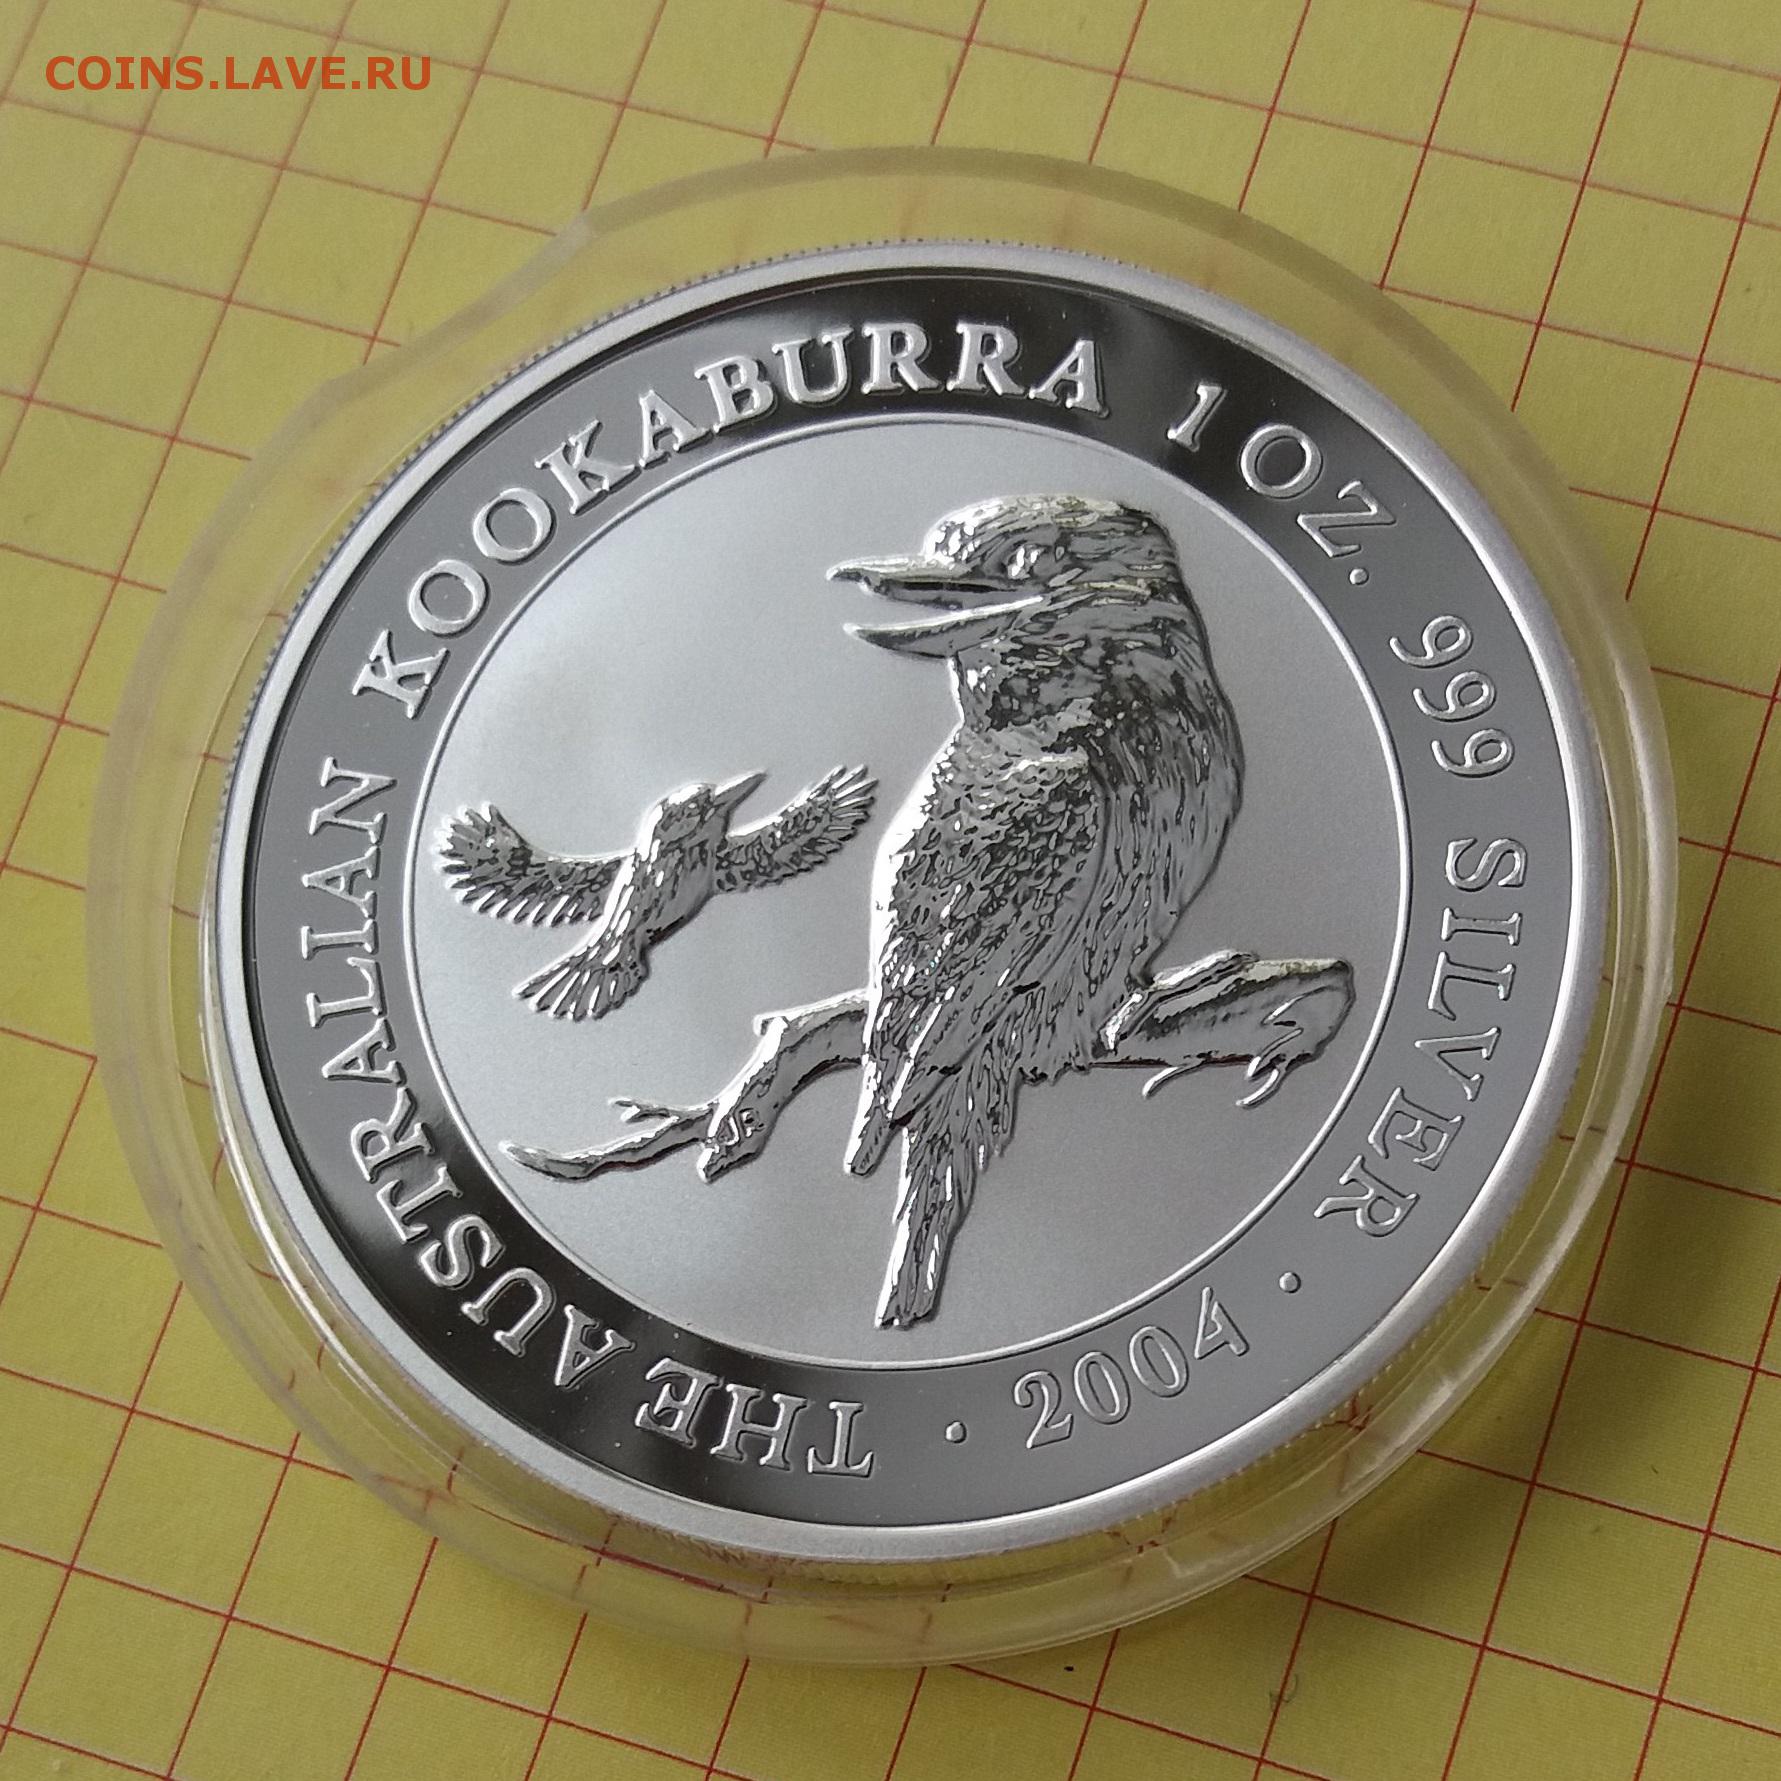 COINS.LAVE.RU
THE AUSTRALIAN KOOKABURRA 1 OZ. 999 SILVER
· 2004 ·
JR